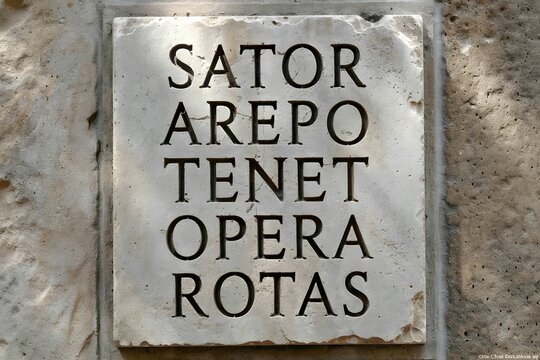 SATOR
AREPO
TENET
OPERA
ROTAS